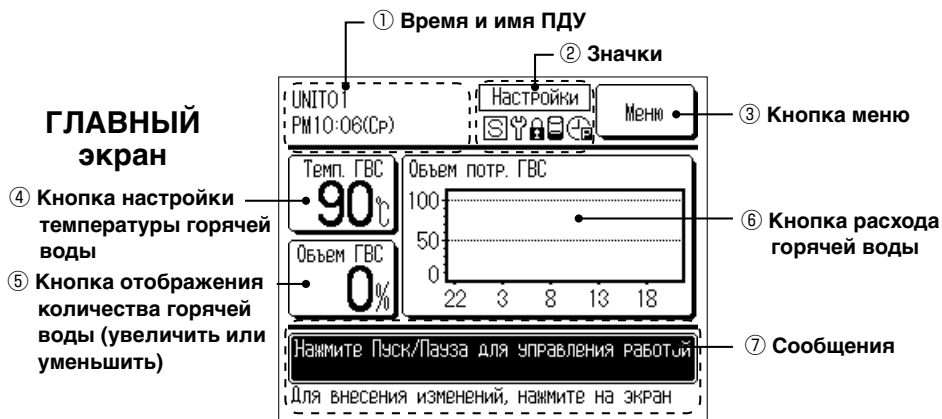 ① Время и имя ПДУ
② Значки
ГЛАВНЫЙ
экран
UNIT01
PM10:06(Ср)
Настройки
Меню
③ Кнопка меню
④ Кнопка настройки
температуры горячей
воды
Темп. ГВС
90℃
Объем потр. ГВС
100
50
0
22 3 8 13 18
⑥ Кнопка расхода
горячей воды
⑤ Кнопка отображения
количества горячей
воды (увеличить или
уменьшить)
Объем ГВС
0%
Нажмите Пуск/Пауза для управления работой
⑦ Сообщения
Для внесения изменений, нажмите на экран